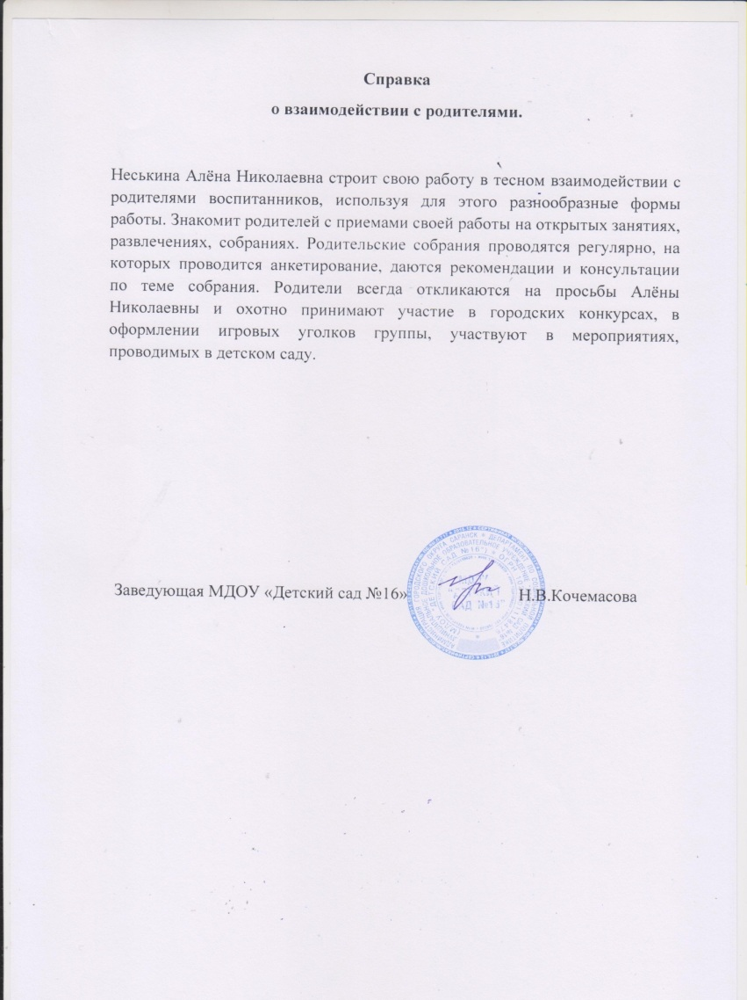 Справка
о взаимодействии с родителями.
Неськина Алёна Николаевна строит свою работу в тесном взаимодействии с
родителями воспитанников, используя для этого разнообразные формы
работы. Знакомит родителей с приемами своей работы на открытых занятиях,
развлечениях, собраниях. Родительские собрания проводятся регулярно, на
которых проводится анкетирование, даются рекомендации и консультации
по теме собрания. Родители всегда откликаются на просьбы Алёны
Николаевны и охотно принимают участие в городских конкурсах, в
оформлении игровых уголков группы, участвуют в мероприятиях,
проводимых в детском саду.
Заведующая МДОУ «Детский сад №16» Н.В.Кочемасова